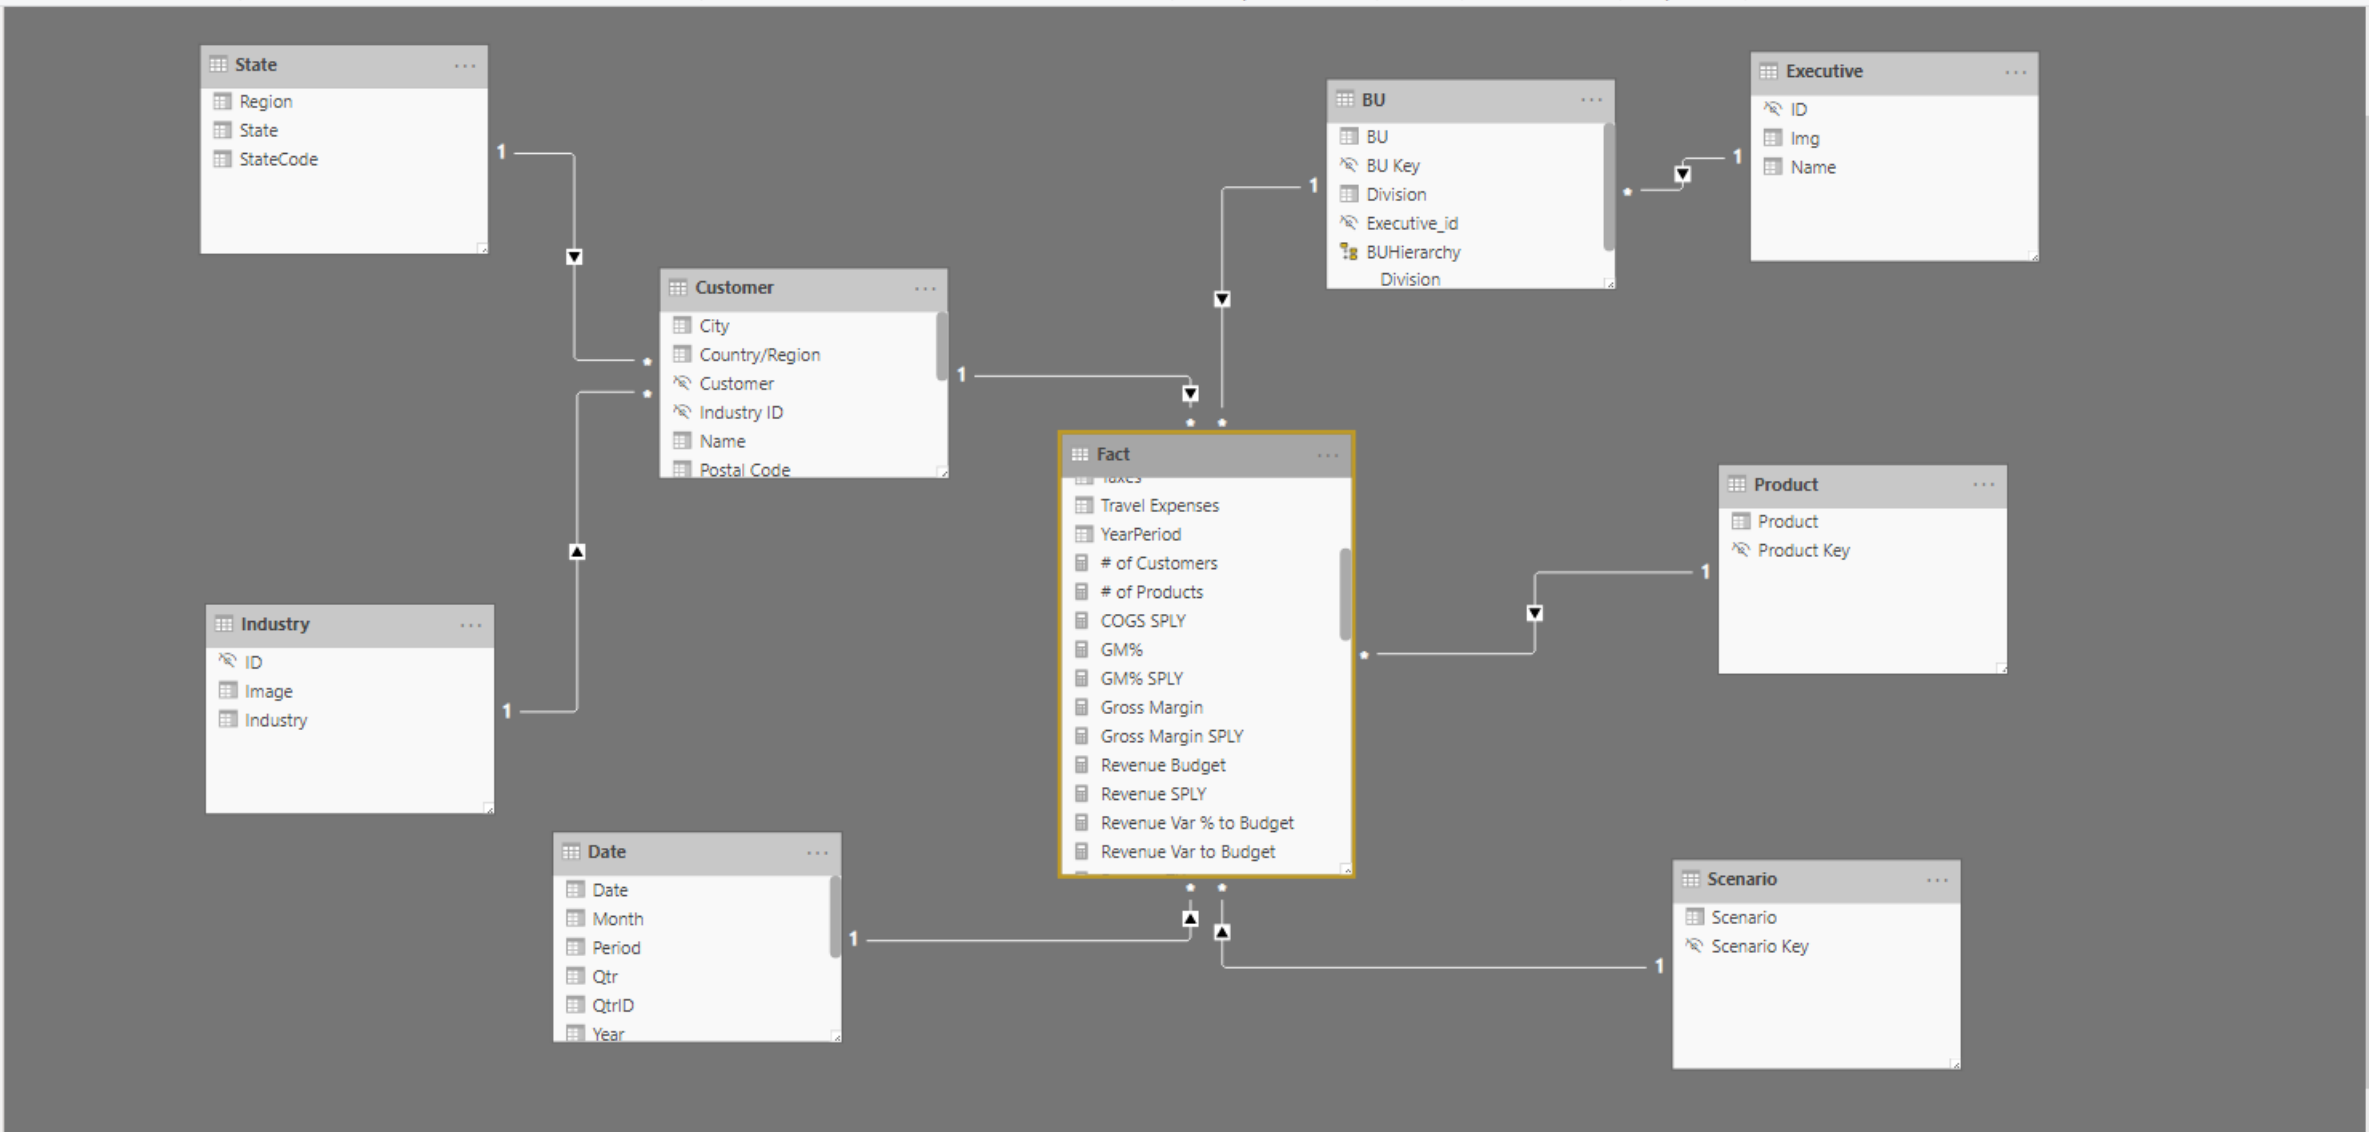 State
Region
State
StateCode
1
*
Customer
City
Country/Region
Customer
Industry ID
Name
Postal Code
1
*
Industry
ID
Image
Industry
1
*
Date
Date
Month
Period
Qtr
QtrID
Year
1
*
BU
BU
BU Key
Division
Executive_id
BUHierarchy
Division
1
*
Executive
ID
Img
Name
1
*
Fact
Taxes
Travel Expenses
YearPeriod
# of Customers
# of Products
COGS SPLY
GM%
GM% SPLY
Gross Margin
Gross Margin SPLY
Revenue Budget
Revenue SPLY
Revenue Var % to Budget
Revenue Var to Budget
Product
Product
Product Key
1
*
Scenario
Scenario
Scenario Key
1
*